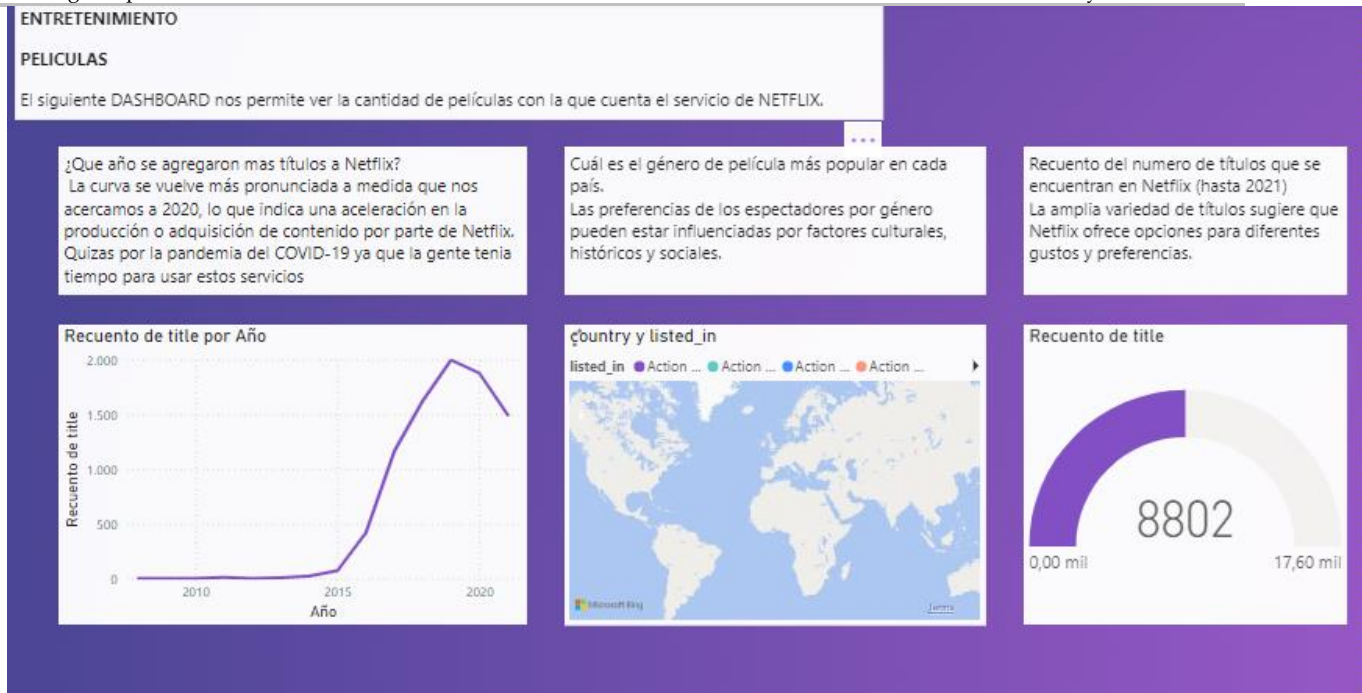 ENTRETENIMIENTO
PELICULAS
El siguiente DASHBOARD nos permite ver la cantidad de películas con la que cuenta el servicio de NETFLIX.
¿Que año se agregaron mas títulos a Netflix?
La curva se vuelve más pronunciada a medida que nos
acercamos a 2020, lo que indica una aceleración en la
producción o adquisición de contenido por parte de Netflix.
Quizas por la pandemia del COVID-19 ya que la gente tenia
tiempo para usar estos servicios
Cuál es el género de película más popular en cada
país.
Las preferencias de los espectadores por género
pueden estar influenciadas por factores culturales,
históricos y sociales.
Recuento del numero de títulos que se
encuentran en Netflix (hasta 2021)
La amplia variedad de títulos sugiere que
Netflix ofrece opciones para diferentes
gustos y preferencias.
Recuento de title por Año
2.000
1.500
1.000
500
0
Recuento de title
2010 2015 2020
Año
country y listed_in
listed_in Action ... Action ... Action ... Action ...
Microsoft Bing
Terms
Recuento de title
8802
0,00 mil 17,60 mil